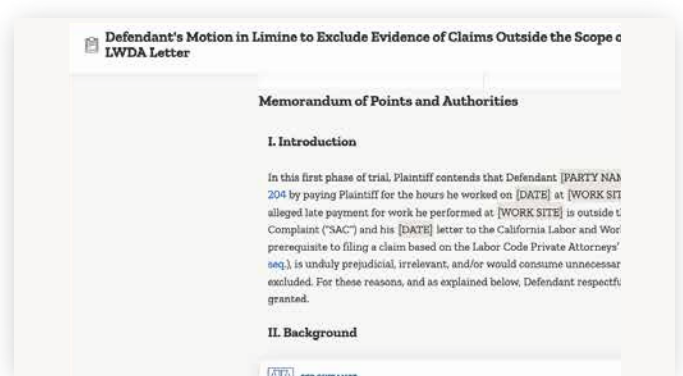 Defendant's Motion in Limine to Exclude Evidence of Claims Outside the Scope o
LWDA Letter
Memorandum of Points and Authorities
I. Introduction
In this first phase of trial, Plaintiff contends that Defendant [PARTY NAM
204 by paying Plaintiff for the hours he worked on [DATE] at [WORK SIT
alleged late payment for work he performed at [WORK SITE] is outside t
Complaint ("SAC") and his [DATE] letter to the California Labor and Wor
prerequisite to filing a claim based on the Labor Code Private Attorneys'
seq.), is unduly prejudicial, irrelevant, and/or would consume unnecessar
excluded. For these reasons, and as explained below, Defendant respectfu
granted.
II. Background